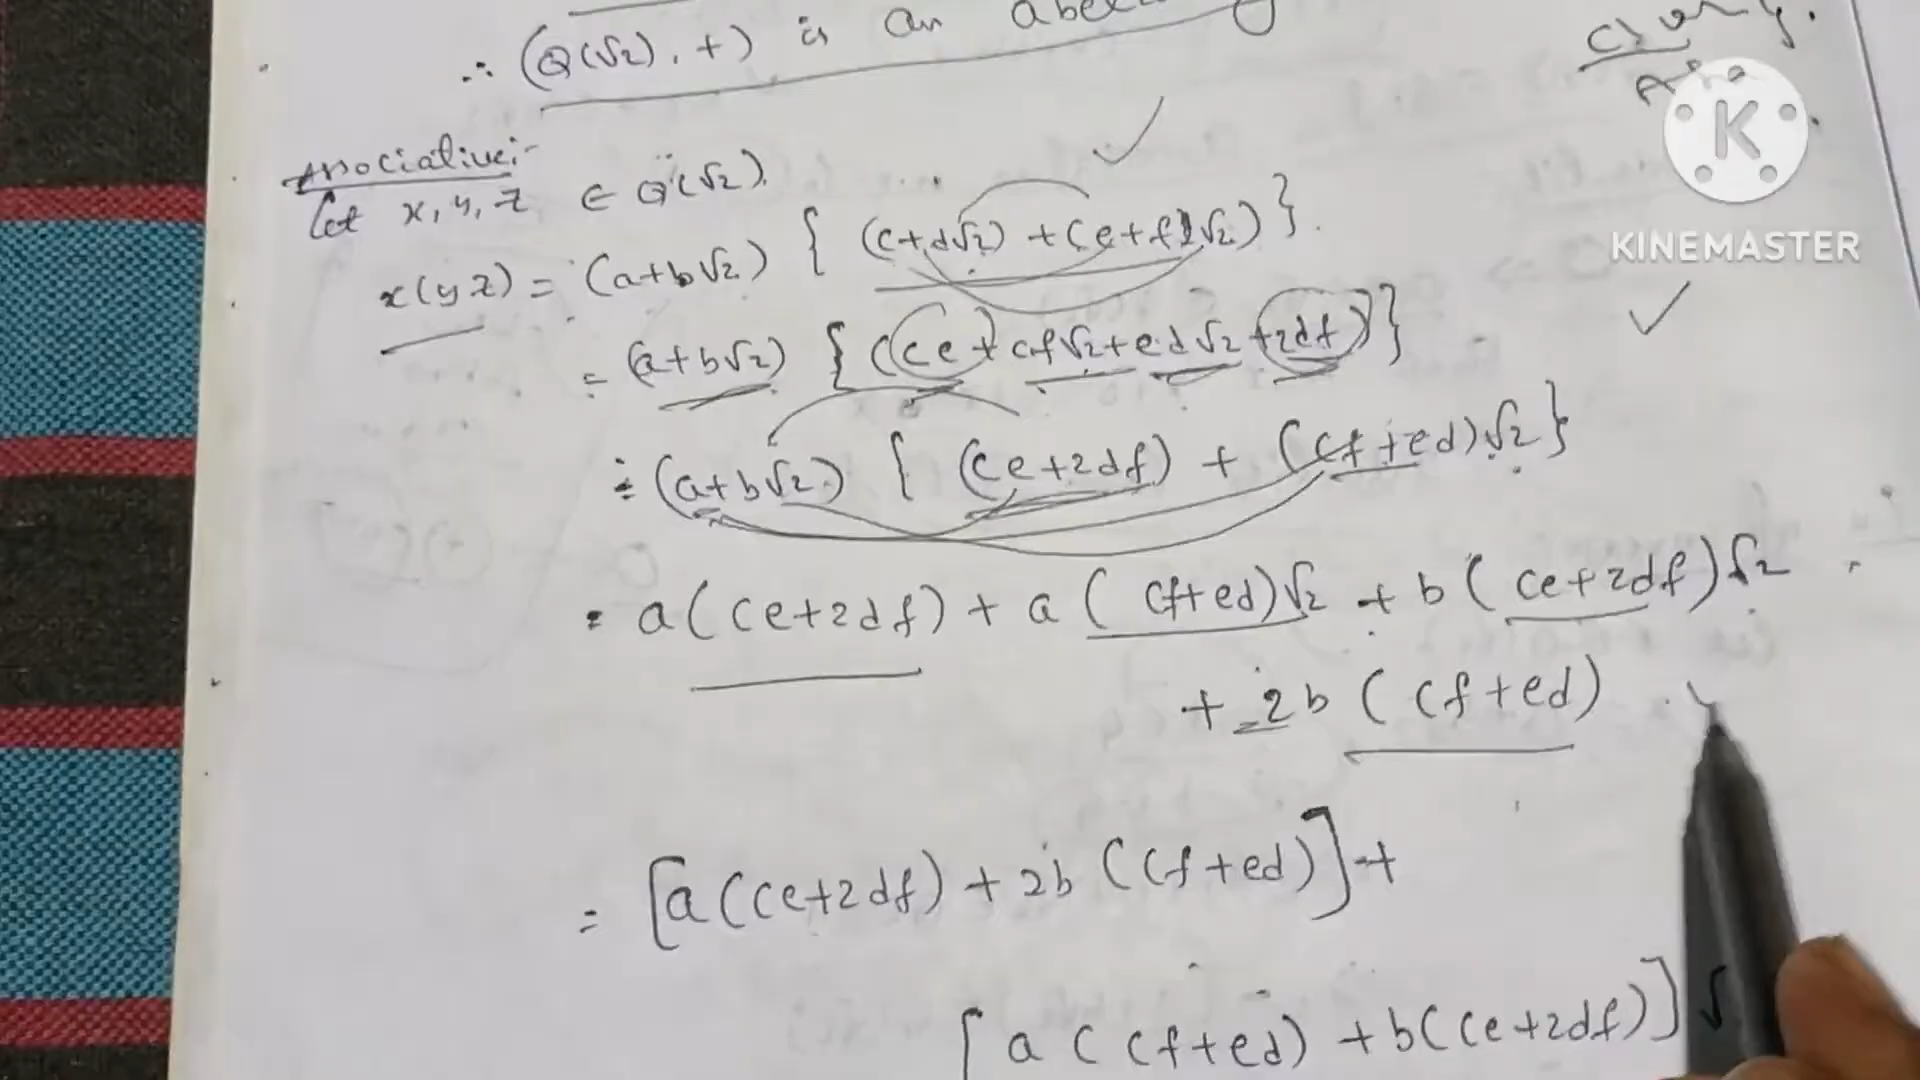 ∴ (Q(√2), +) is an
Associative:-
Let x, y, z ∈ Q(√2).
x(yz) = (a+b√2) { (c+d√2) + (e+f√2) }.
= (a+b√2) { (ce + cf√2 + ed√2 + 2df) }
= (a+b√2) { (ce+2df) + (cf+ed)√2 }
= a(ce+2df) + a(cf+ed)√2 + b(ce+2df)√2
+ 2b (cf+ed)
= [a(ce+2df) + 2b (cf+ed)] +
[a (cf+ed) + b(ce+2df)] √
K
KINEMASTER